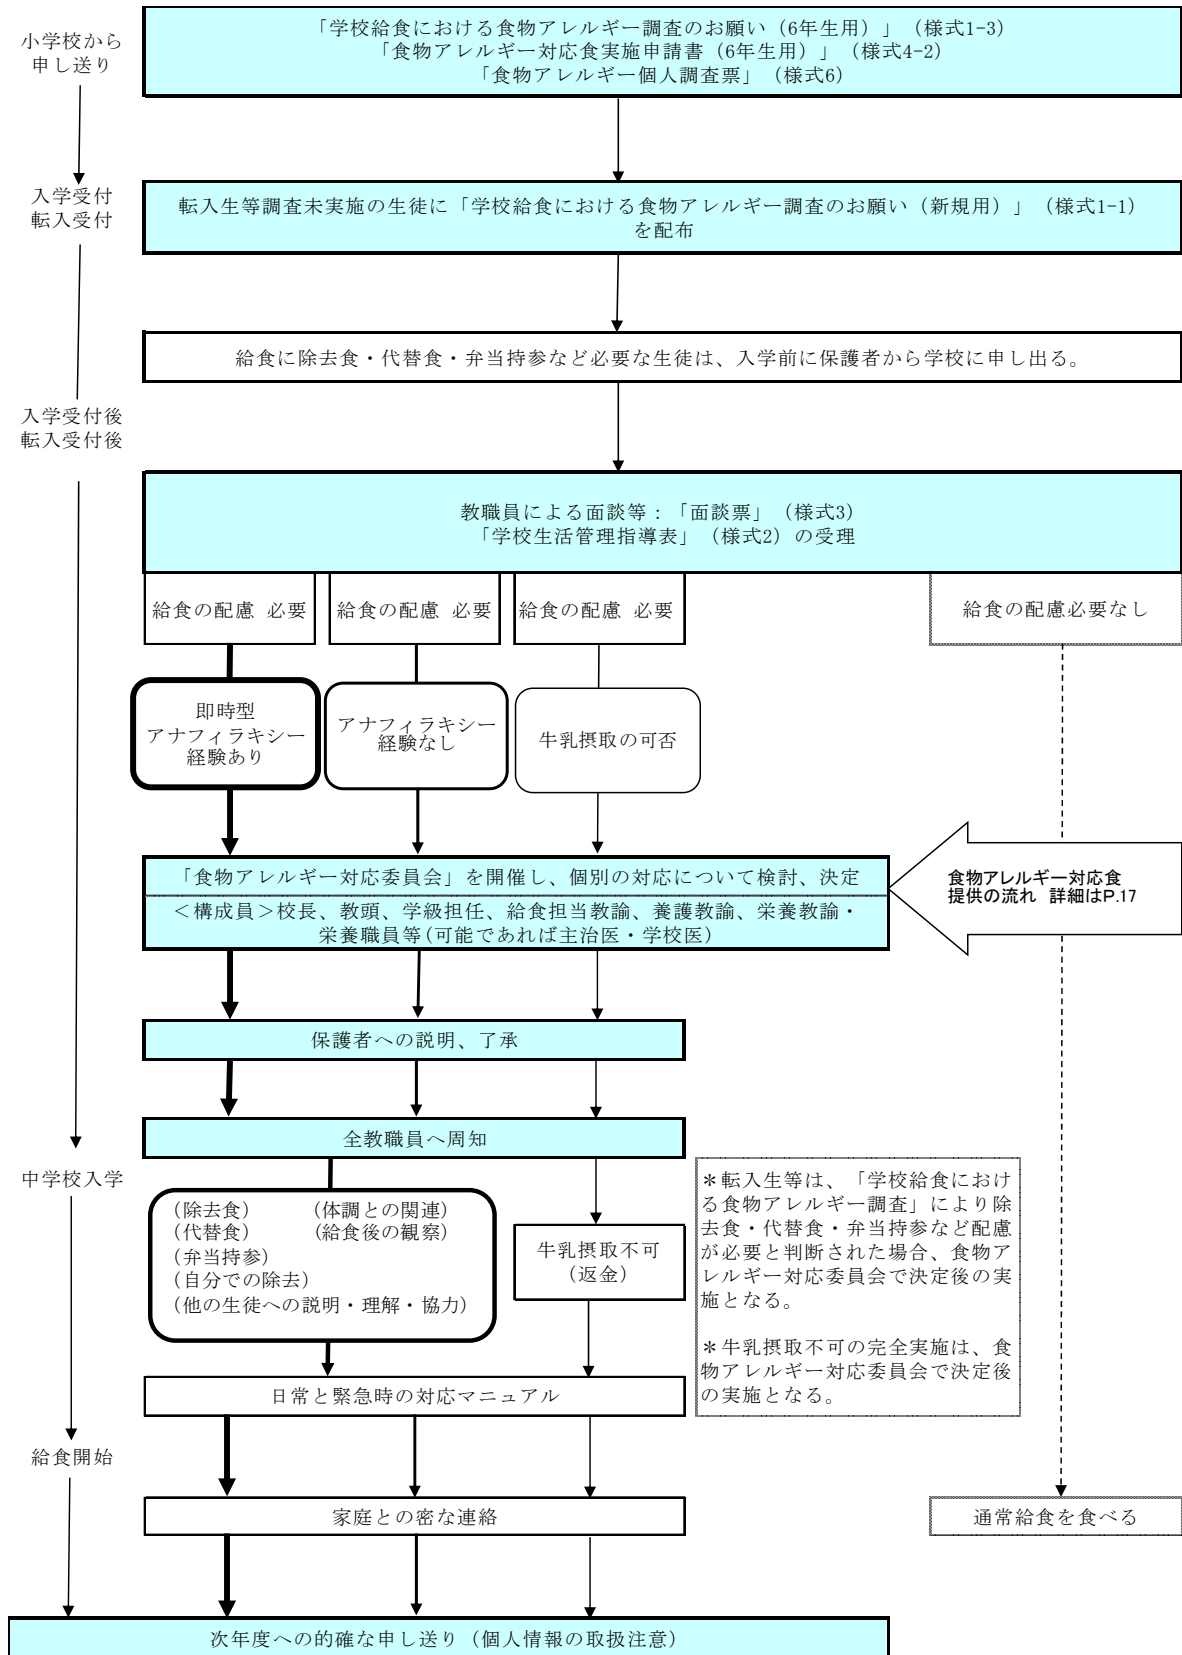 小学校から
申し送り
「学校給食における食物アレルギー調査のお願い（6年生用）」（様式1-3）
「食物アレルギー対応食実施申請書（6年生用）」（様式4-2）
「食物アレルギー個人調査票」（様式6）
入学受付
転入受付
転入生等調査未実施の生徒に「学校給食における食物アレルギー調査のお願い（新規用）」（様式1-1）
を配布
給食に除去食・代替食・弁当持参など必要な生徒は、入学前に保護者から学校に申し出る。
入学受付後
転入受付後
教職員による面談等：「面談票」（様式3）
「学校生活管理指導表」（様式2）の受理
給食の配慮 必要
給食の配慮 必要
給食の配慮 必要
給食の配慮必要なし
即時型
アナフィラキシー
経験あり
アナフィラキシー
経験なし
牛乳摂取の可否
「食物アレルギー対応委員会」を開催し、個別の対応について検討、決定
＜構成員＞校長、教頭、学級担任、給食担当教諭、養護教諭、栄養教諭・
栄養職員等(可能であれば主治医・学校医)
食物アレルギー対応食
提供の流れ 詳細はP.17
保護者への説明、了承
全教職員へ周知
中学校入学
（除去食）　（体調との関連）
（代替食）　（給食後の観察）
（弁当持参）
（自分での除去）
（他の生徒への説明・理解・協力）
牛乳摂取不可
（返金）
＊転入生等は、「学校給食におけ
る食物アレルギー調査」により除
去食・代替食・弁当持参など配慮
が必要と判断された場合、食物ア
レルギー対応委員会で決定後の実
施となる。
＊牛乳摂取不可の完全実施は、食
物アレルギー対応委員会で決定後
の実施となる。
日常と緊急時の対応マニュアル
給食開始
家庭との密な連絡
通常給食を食べる
次年度への的確な申し送り（個人情報の取扱注意）